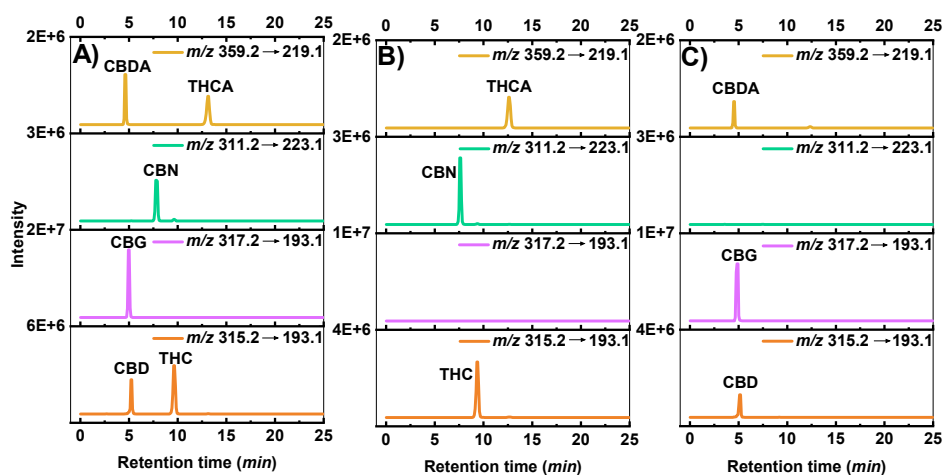 0 5 10 15 20 25
0 5 10 15 20 25
0 5 10 15 20 25
2E+6
A)
m/z 359.2→219.1
CBDA
THCA
3E+6
m/z 311.2→223.1
CBN
2E+7
m/z 317.2→193.1
CBG
6E+6
m/z 315.2→193.1
CBD
THC
0 5 10 15 20 25
Retention time (min)
Intensity
2E+6
B)
m/z 359.2→219.1
THCA
3E+6
m/z 311.2→223.1
CBN
1E+7
m/z 317.2→193.1
4E+6
m/z 315.2→193.1
THC
0 5 10 15 20 25
Retention time (min)
2E+6
C)
m/z 359.2→219.1
CBDA
3E+6
m/z 311.2→223.1
1E+7
m/z 317.2→193.1
CBG
4E+6
m/z 315.2→193.1
CBD
0 5 10 15 20 25
Retention time (min)